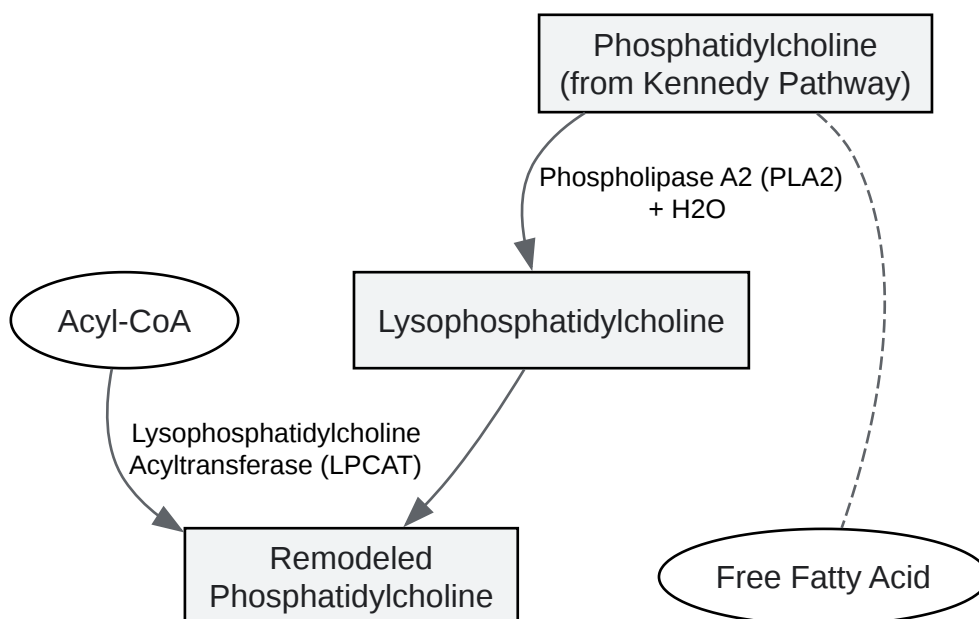 Phosphatidylcholine
(from Kennedy Pathway)
Phospholipase A2 (PLA2)
+ H2O
Acyl-CoA
Lysophosphatidylcholine
Lysophosphatidylcholine
Acyltransferase (LPCAT)
Remodeled
Phosphatidylcholine
Free Fatty Acid